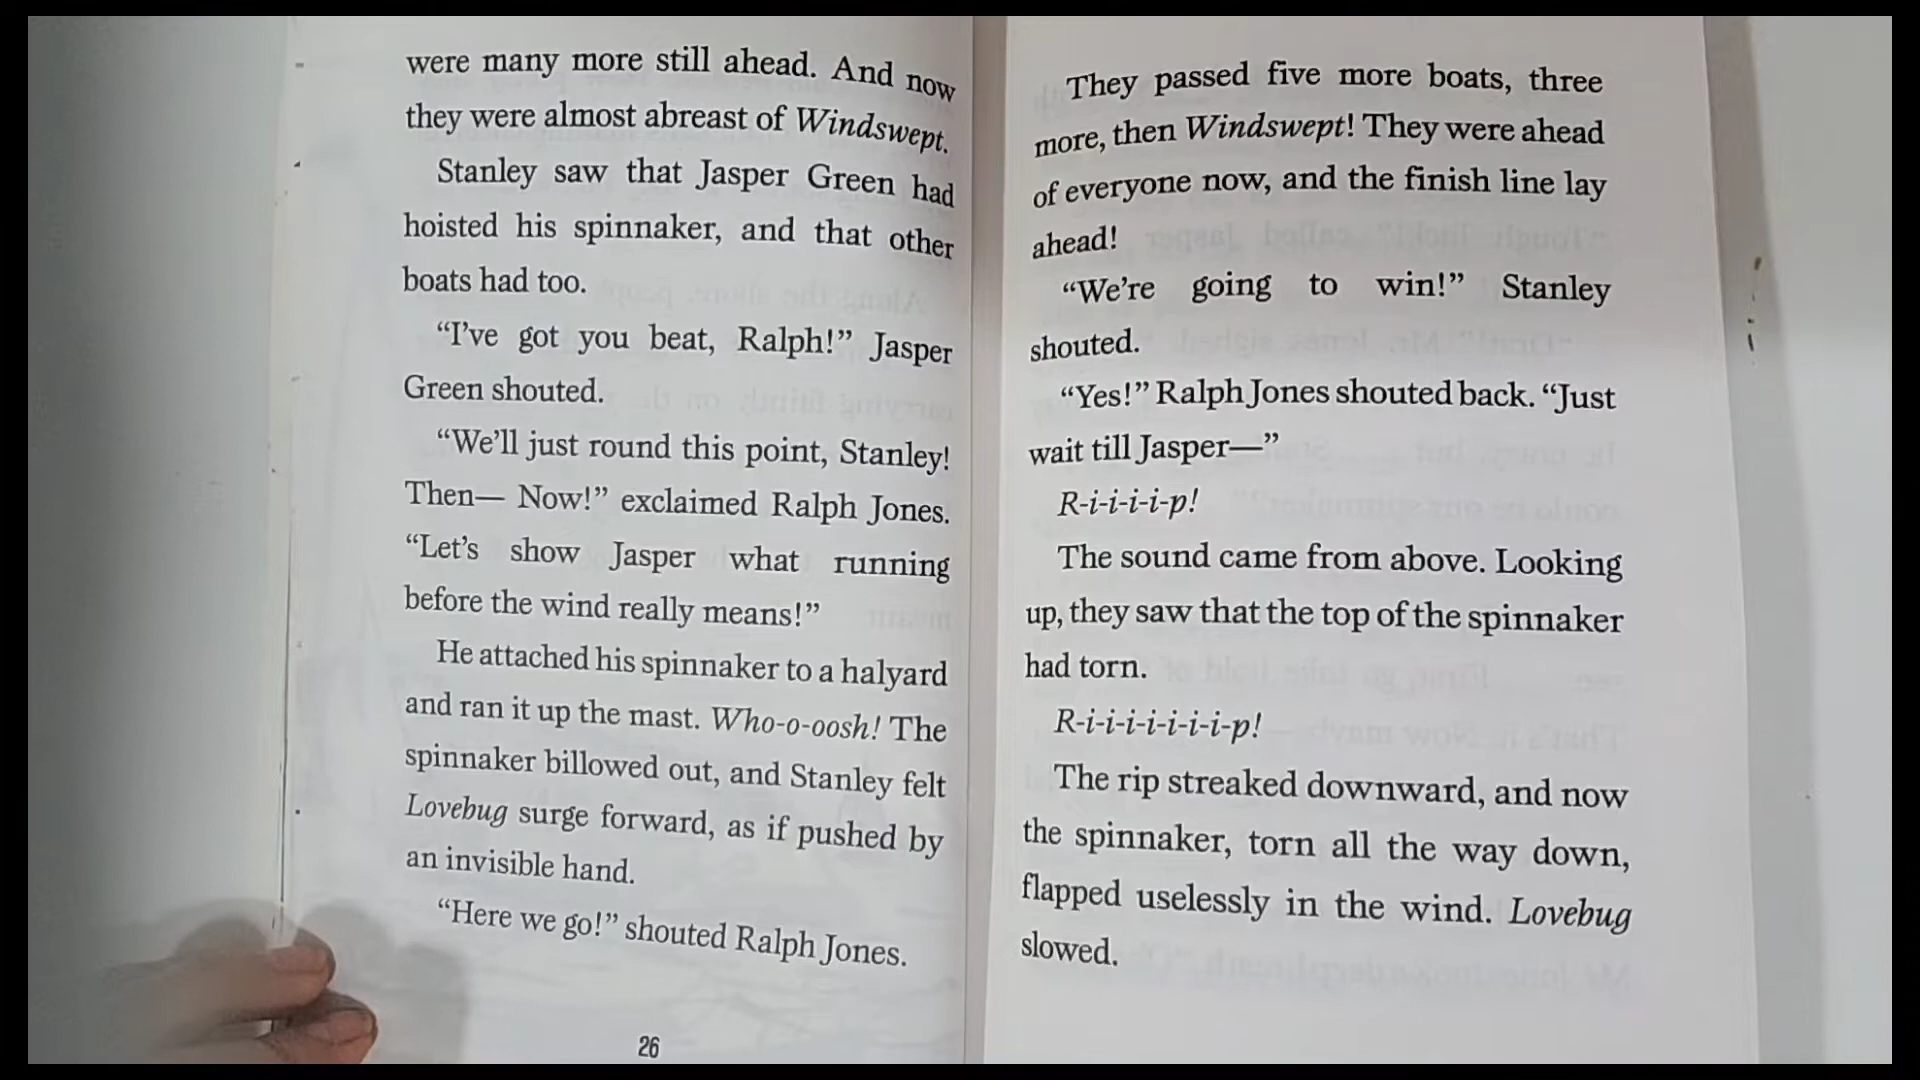 were many more still ahead. And now
they were almost abreast of Windswept.
Stanley saw that Jasper Green had
hoisted his spinnaker, and that other
boats had too.
“I’ve got you beat, Ralph!” Jasper
Green shouted.
“We’ll just round this point, Stanley!
Then— Now!” exclaimed Ralph Jones.
“Let’s show Jasper what running
before the wind really means!”
He attached his spinnaker to a halyard
and ran it up the mast. Who-o-oosh! The
spinnaker billowed out, and Stanley felt
Lovebug surge forward, as if pushed by
an invisible hand.
“Here we go!” shouted Ralph Jones.
26
They passed five more boats, three
more, then Windswept! They were ahead
of everyone now, and the finish line lay
ahead!
“We’re going to win!” Stanley
shouted.
“Yes!” Ralph Jones shouted back. “Just
wait till Jasper—”
R-i-i-i-i-p!
The sound came from above. Looking
up, they saw that the top of the spinnaker
had torn.
R-i-i-i-i-i-i-p!
The rip streaked downward, and now
the spinnaker, torn all the way down,
flapped uselessly in the wind. Lovebug
slowed.